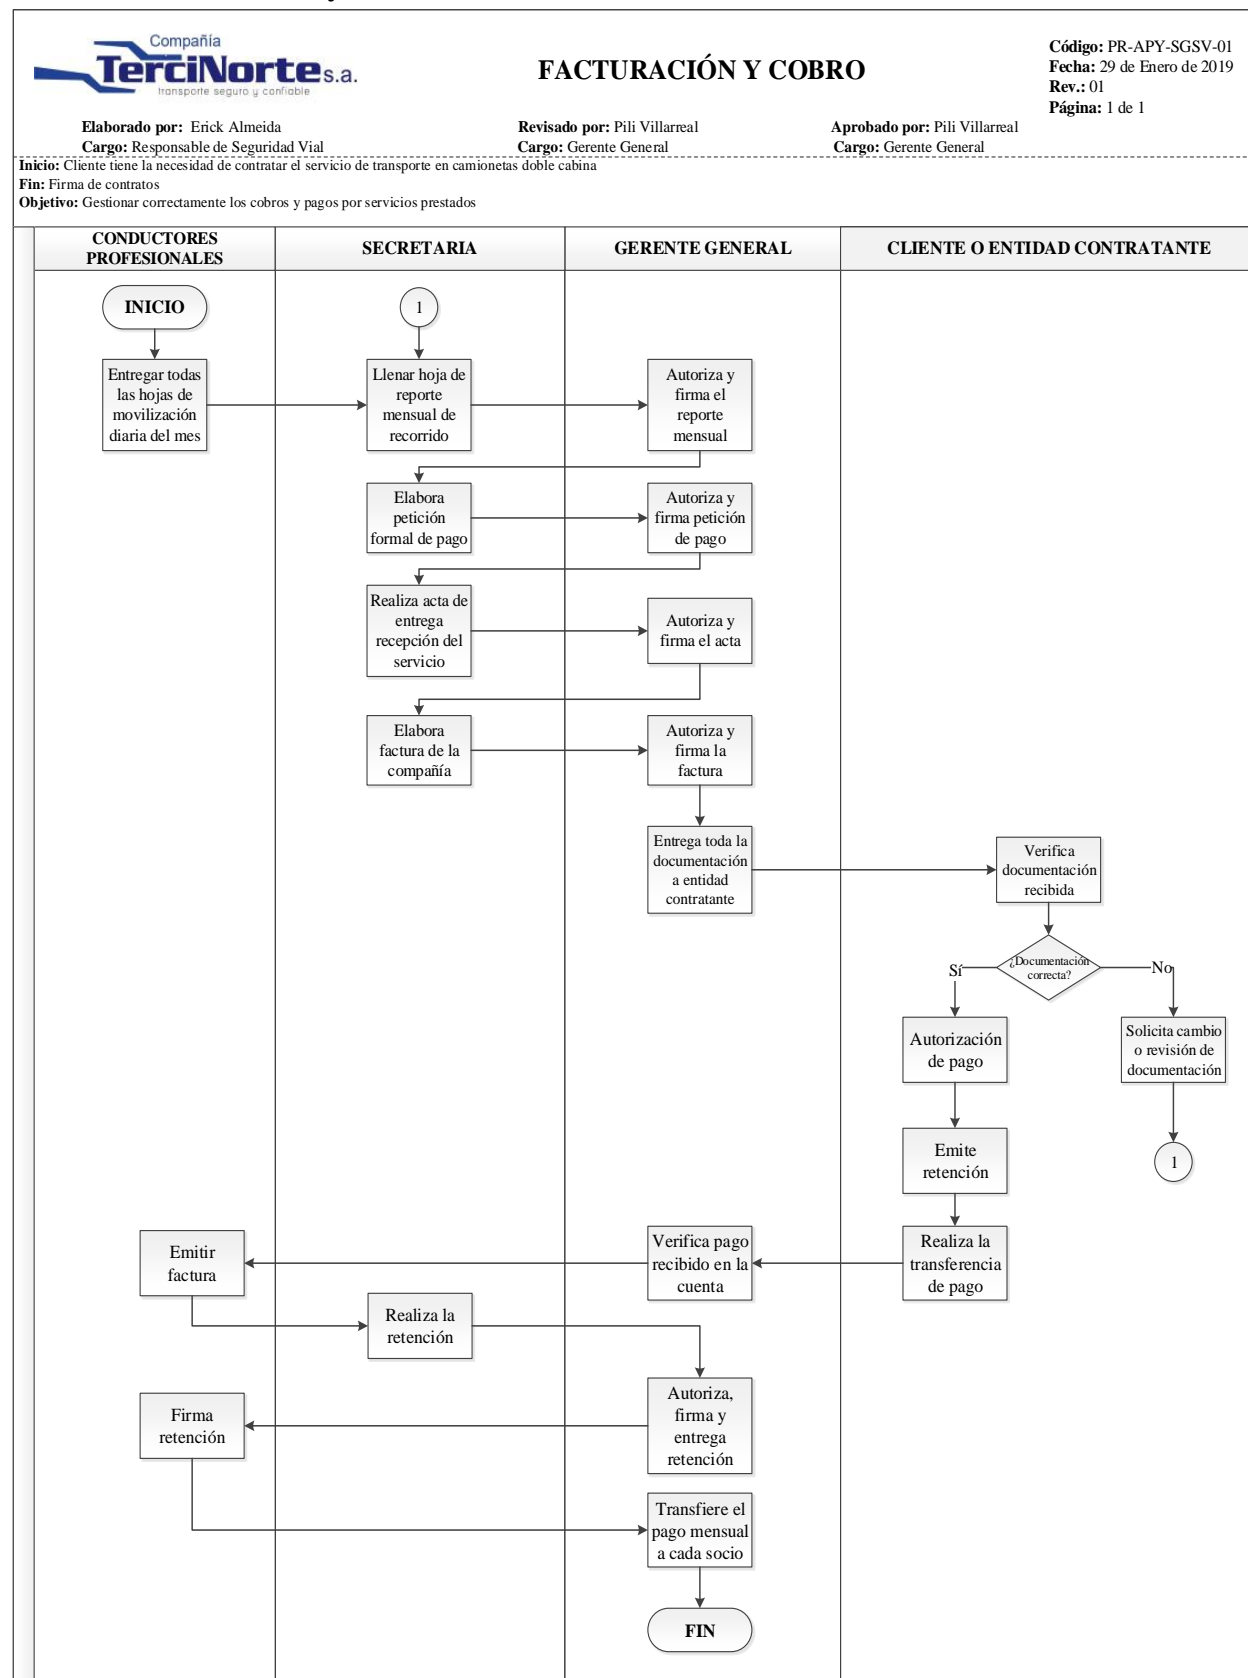 Compañía
TerciNorte s.a.
transporte seguro y confiable
FACTURACIÓN Y COBRO
Código: PR-APY-SGSV-01
Fecha: 29 de Enero de 2019
Rev.: 01
Página: 1 de 1
Elaborado por: Erick Almeida
Cargo: Responsable de Seguridad Vial
Revisado por: Pili Villarreal
Cargo: Gerente General
Aprobado por: Pili Villarreal
Cargo: Gerente General
Inicio: Cliente tiene la necesidad de contratar el servicio de transporte en camionetas doble cabina
Fin: Firma de contratos
Objetivo: Gestionar correctamente los cobros y pagos por servicios prestados
CONDUCTORES
PROFESIONALES
SECRETARIA
GERENTE GENERAL
CLIENTE O ENTIDAD CONTRATANTE
INICIO
1
Entregar todas
las hojas de
movilización
diaria del mes
Llenar hoja de
reporte
mensual de
recorrido
Autoriza y
firma el
reporte
mensual
Elabora
petición
formal de pago
Autoriza y
firma petición
de pago
Realiza acta de
entrega
recepción del
servicio
Autoriza y
firma el acta
Elabora
factura de la
compañía
Autoriza y
firma la
factura
Entrega toda la
documentación
a entidad
contratante
Verifica
documentación
recibida
¿Documentación
correcta?
Sí
No
Autorización
de pago
Solicita cambio
o revisión de
documentación
Emite
retención
1
Realiza la
transferencia
de pago
Verifica pago
recibido en la
cuenta
Emitir
factura
Realiza la
retención
Autoriza,
firma y
entrega
retención
Firma
retención
Transfiere el
pago mensual
a cada socio
FIN